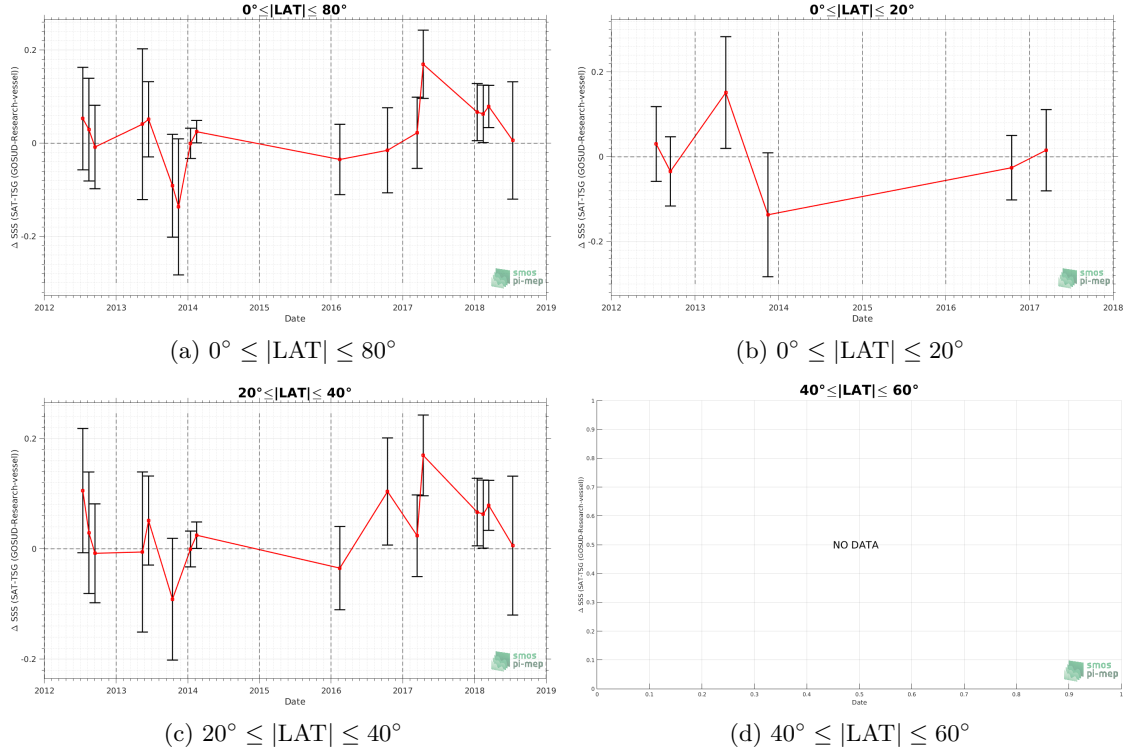 0°≤|LAT|≤ 80°
Δ SSS (SAT-TSG (GOSUD-Research-vessel))
0.2
0
-0.2
2012 2013 2014 2015 2016 2017 2018 2019
Date
smos
pi-mep
(a) 0° ≤ |LAT| ≤ 80°
0°≤|LAT|≤ 20°
Δ SSS (SAT-TSG (GOSUD-Research-vessel))
0.2
0
-0.2
2012 2013 2014 2015 2016 2017 2018
Date
smos
pi-mep
(b) 0° ≤ |LAT| ≤ 20°
20°≤|LAT|≤ 40°
Δ SSS (SAT-TSG (GOSUD-Research-vessel))
0.2
0
-0.2
2012 2013 2014 2015 2016 2017 2018 2019
Date
smos
pi-mep
(c) 20° ≤ |LAT| ≤ 40°
40°≤|LAT|≤ 60°
Δ SSS (SAT-TSG (GOSUD-Research-vessel))
1
0.9
0.8
0.7
0.6
0.5
0.4
0.3
0.2
0.1
0
NO DATA
0 0.1 0.2 0.3 0.4 0.5 0.6 0.7 0.8 0.9 1
Date
smos
pi-mep
(d) 40° ≤ |LAT| ≤ 60°